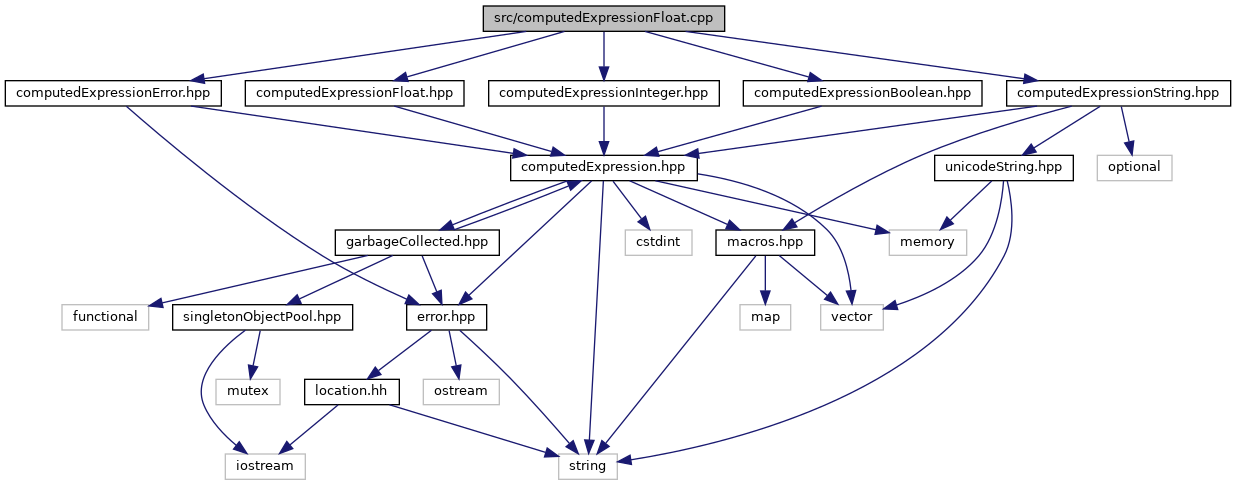 src/computedExpressionFloat.cpp
computedExpressionError.hpp
computedExpressionFloat.hpp
computedExpressionInteger.hpp
computedExpressionBoolean.hpp
computedExpressionString.hpp
computedExpression.hpp
unicodeString.hpp
optional
garbageCollected.hpp
cstdint
macros.hpp
memory
functional
singletonObjectPool.hpp
error.hpp
map
vector
mutex
location.hh
ostream
iostream
string